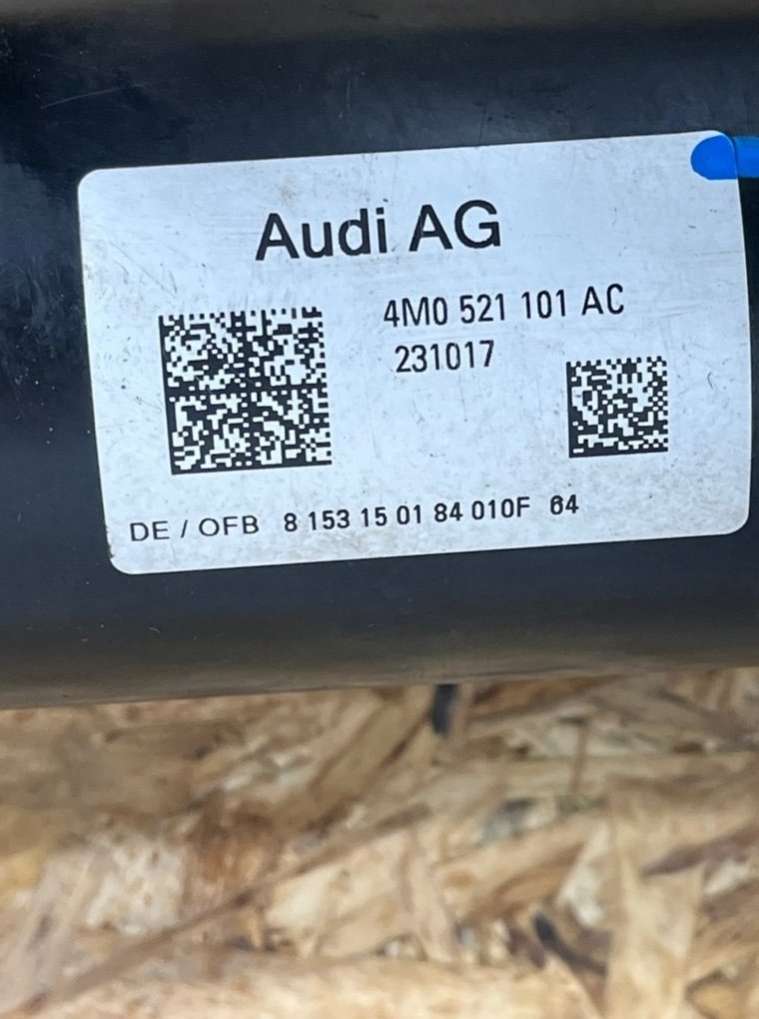 Audi AG
4M0 521 101 AC
231017
DE / OFB 8 153 15 01 84 010F 64